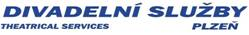 DIVADELNÍ SLUŽBY
THEATRICAL SERVICES PLZEŇ